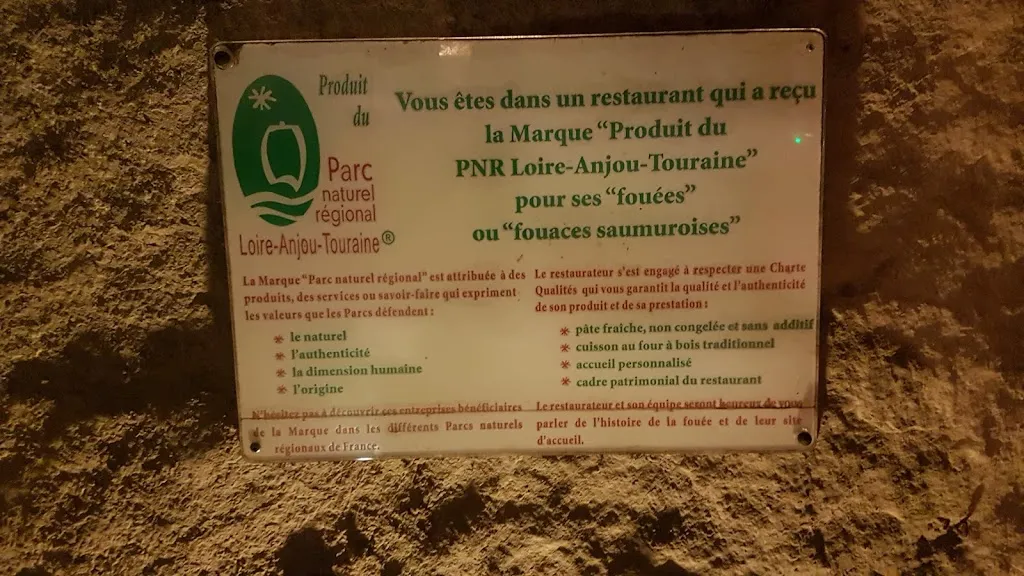 Produit
du
Parc
naturel
régional
Loire-Anjou-Touraine®
Vous êtes dans un restaurant qui a reçu
la Marque “Produit du
PNR Loire-Anjou-Touraine”
pour ses “fouées”
ou “fouaces saumuroises”
La Marque “Parc naturel régional” est attribuée à des
produits, des services ou savoir-faire qui expriment
les valeurs que les Parcs défendent :
le naturel
l'authenticité
la dimension humaine
l'origine
N'hésitez pas à découvrir ces entreprises bénéficiaires
de la Marque dans les différents Parcs naturels
régionaux de France.
Le restaurateur s'est engagé à respecter une Charte
Qualités qui vous garantit la qualité et l'authenticité
de son produit et de sa prestation :
pâte fraiche, non congelée et sans additif
cuisson au four à bois traditionnel
accueil personnalisé
cadre patrimonial du restaurant
Le restaurateur et son équipe seront heureux de vous
parler de l'histoire de la fouée et de leur site
d'accueil.